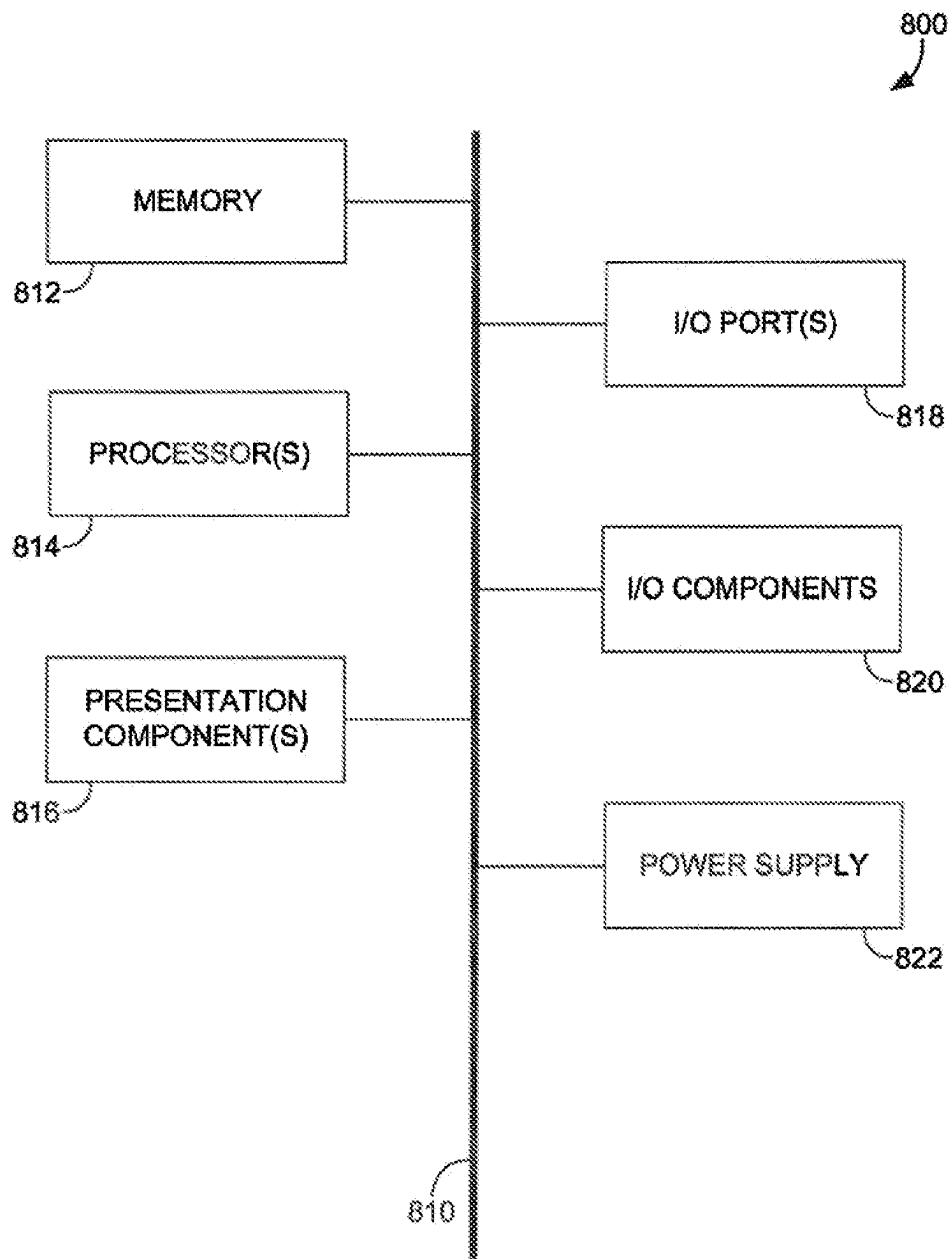 800
MEMORY
812
I/O PORT(S)
818
PROCESSOR(S)
814
I/O COMPONENTS
820
PRESENTATION
COMPONENT(S)
816
POWER SUPPLY
822
810